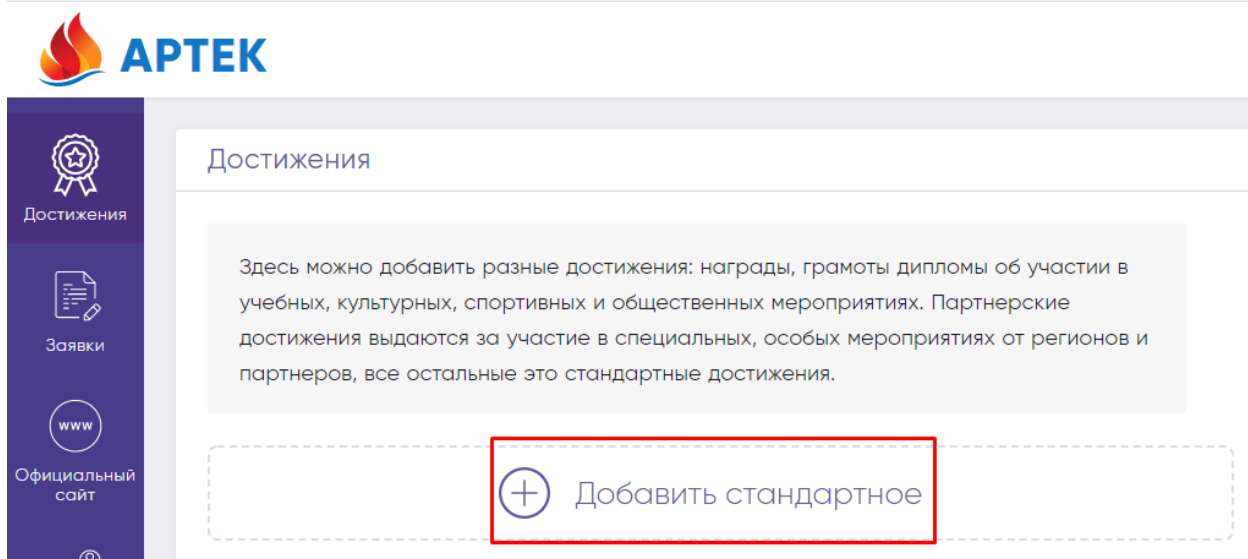 АРТЕК
Достижения
Достижения
Здесь можно добавить разные достижения: награды, грамоты дипломы об участии в
учебных, культурных, спортивных и общественных мероприятиях. Партнерские
достижения выдаются за участие в специальных, особых мероприятиях от регионов и
партнеров, все остальные это стандартные достижения.
Заявки
www
Официальный
сайт
Добавить стандартное